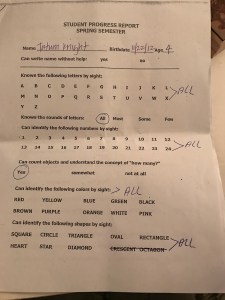 STUDENT PROGRESS REPORT
SPRING SEMESTER
Name Birthdate age 4
Can write name without help: yes no
Knows the following letters by sight:
A B C D E F G H I J K L
M N O P Q R S T U V W X ALL
Y Z
Knows the sounds of letters: All Most Some Few
Can identify the following numbers by sight:
1 2 3 4 5 6 7 8 9 10 11 12
13 14 15 16 17 18 19 20 21 22 23 24 ALL
Can count objects and understand the concept of "how many?"
Yes somewhat not at all
Can identify the following colors by sight: ALL
RED YELLOW BLUE GREEN BLACK
BROWN PURPLE ORANGE WHITE PINK
Can identify the following shapes by sight:
SQUARE CIRCLE TRIANGLE OVAL RECTANGLE ALL
HEART STAR DIAMOND CRESCENT OCTAGON